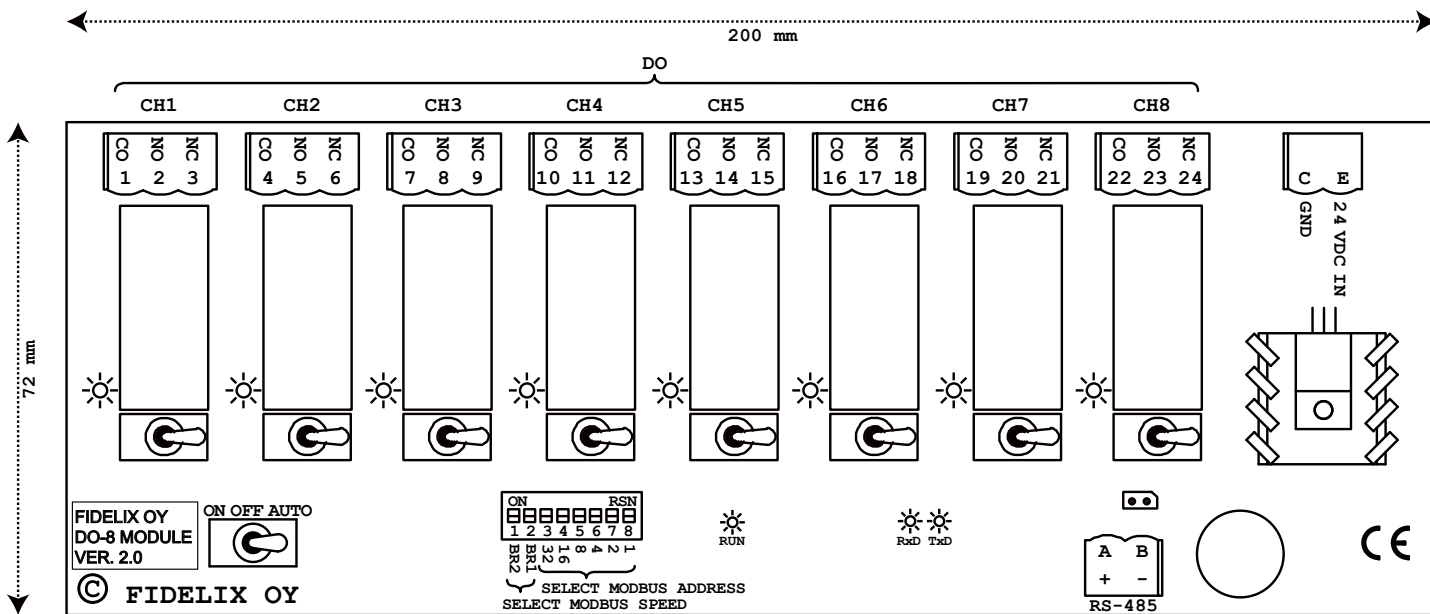 200 mm
DO
CH1 CH2 CH3 CH4 CH5 CH6 CH7 CH8
CO NO NC CO NO NC CO NO NC CO NO NC CO NO NC CO NO NC CO NO NC CO NO NC
1 2 3 4 5 6 7 8 9 10 11 12 13 14 15 16 17 18 19 20 21 22 23 24 C E
GND
24 VDC IN
72 mm
FIDELIX OY
DO-8 MODULE
VER. 2.0
ON OFF AUTO
© FIDELIX OY
ON RSN
1 2 3 4 5 6 7 8
BR2 BR1 32 16 8 4 2 1
SELECT MODBUS ADDRESS
SELECT MODBUS SPEED
RUN
RxD TxD
A B
+ -
RS-485
CE